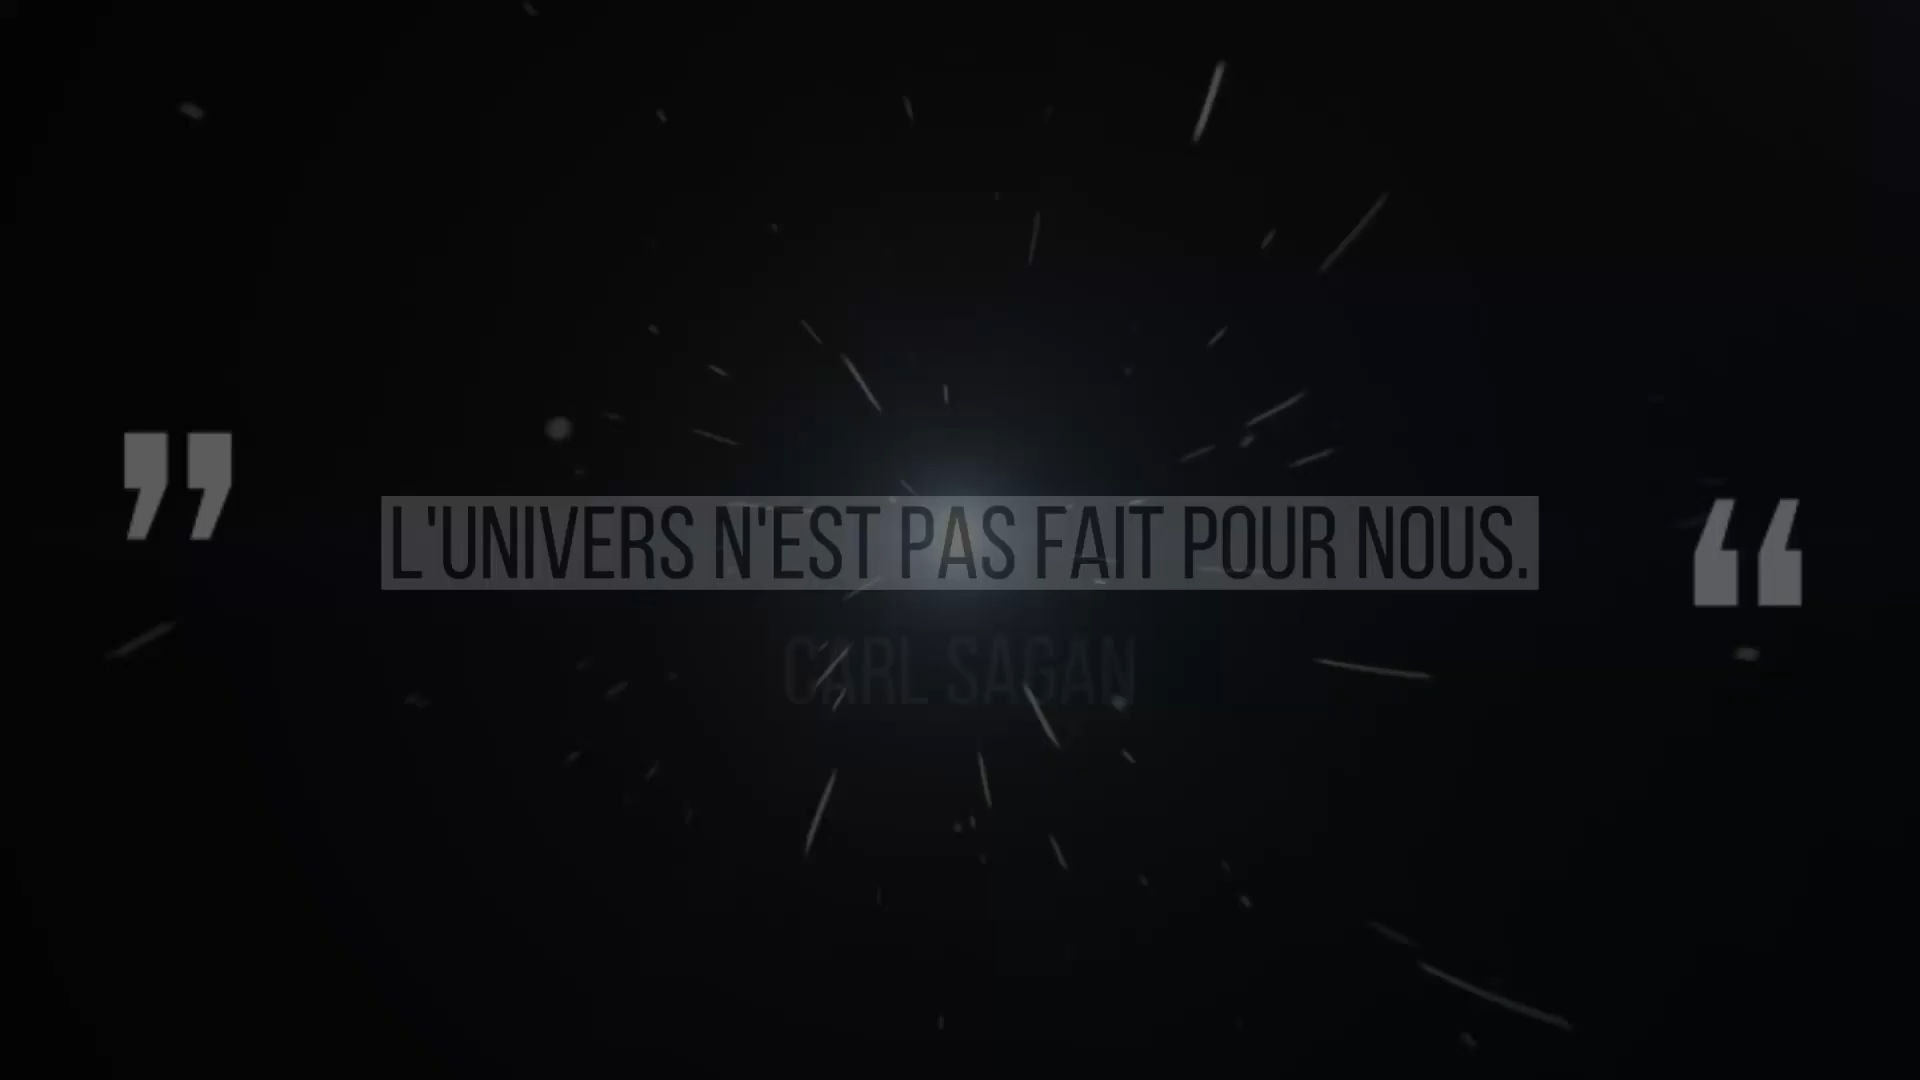 ”
L'UNIVERS N'EST PAS FAIT POUR NOUS.
“
CARL SAGAN